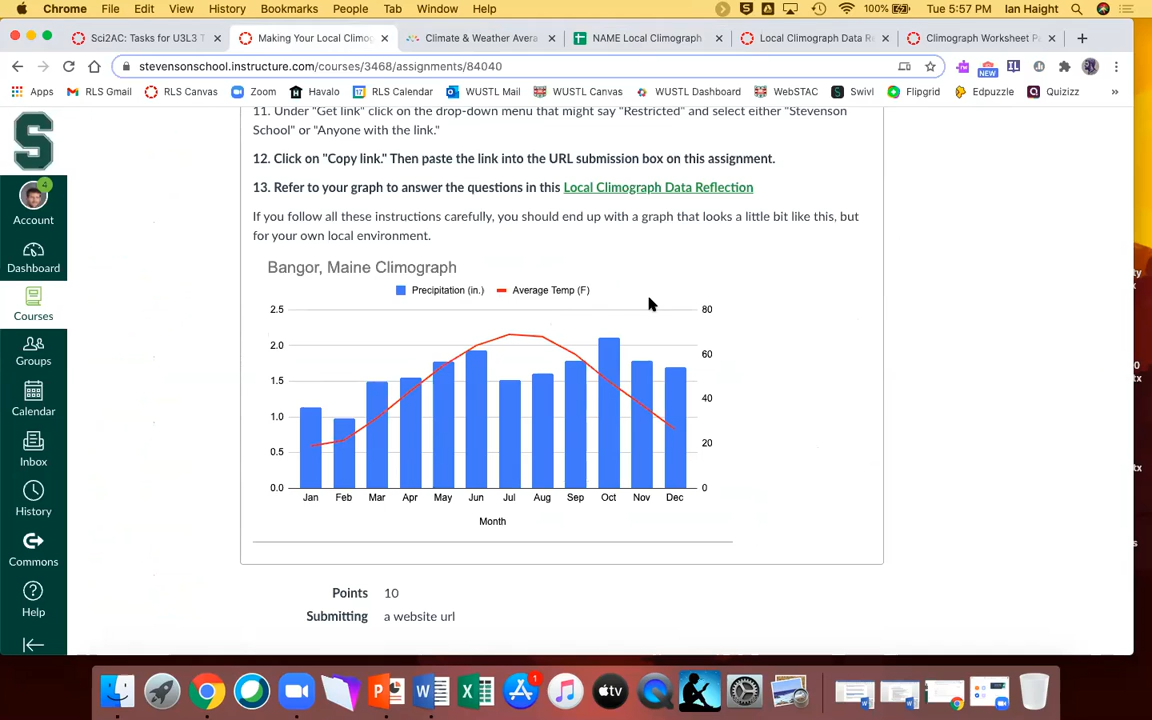 Chrome File Edit View History Bookmarks People Tab Window Help 100% Tue 5:57 PM Ian Haight
Sci2AC: Tasks for U3L3 T Making Your Local Climog Climate & Weather Avera NAME Local Climograph Local Climograph Data Re Climograph Worksheet P
stevensonschool.instructure.com/courses/3468/assignments/84040
NEW
Apps RLS Gmail RLS Canvas Zoom Havalo RLS Calendar WUSTL Mail WUSTL Canvas WUSTL Dashboard WebSTAC Swivl Flipgrid Edpuzzle Quizizz »
11. Under "Get link" click on the drop-down menu that might say "Restricted" and select either "Stevenson
School" or "Anyone with the link."
12. Click on "Copy link." Then paste the link into the URL submission box on this assignment.
13. Refer to your graph to answer the questions in this Local Climograph Data Reflection
If you follow all these instructions carefully, you should end up with a graph that looks a little bit like this, but
for your own local environment.
S
4
Account
Dashboard
Courses
Groups
Calendar
Inbox
History
Commons
Help
Bangor, Maine Climograph
Precipitation (in.) Average Temp (F)
2.5 80
2.0
60
1.5
40
1.0
20
0.5
0.0 0
Jan Feb Mar Apr May Jun Jul Aug Sep Oct Nov Dec
Month
Points 10
Submitting a website url
1
tv